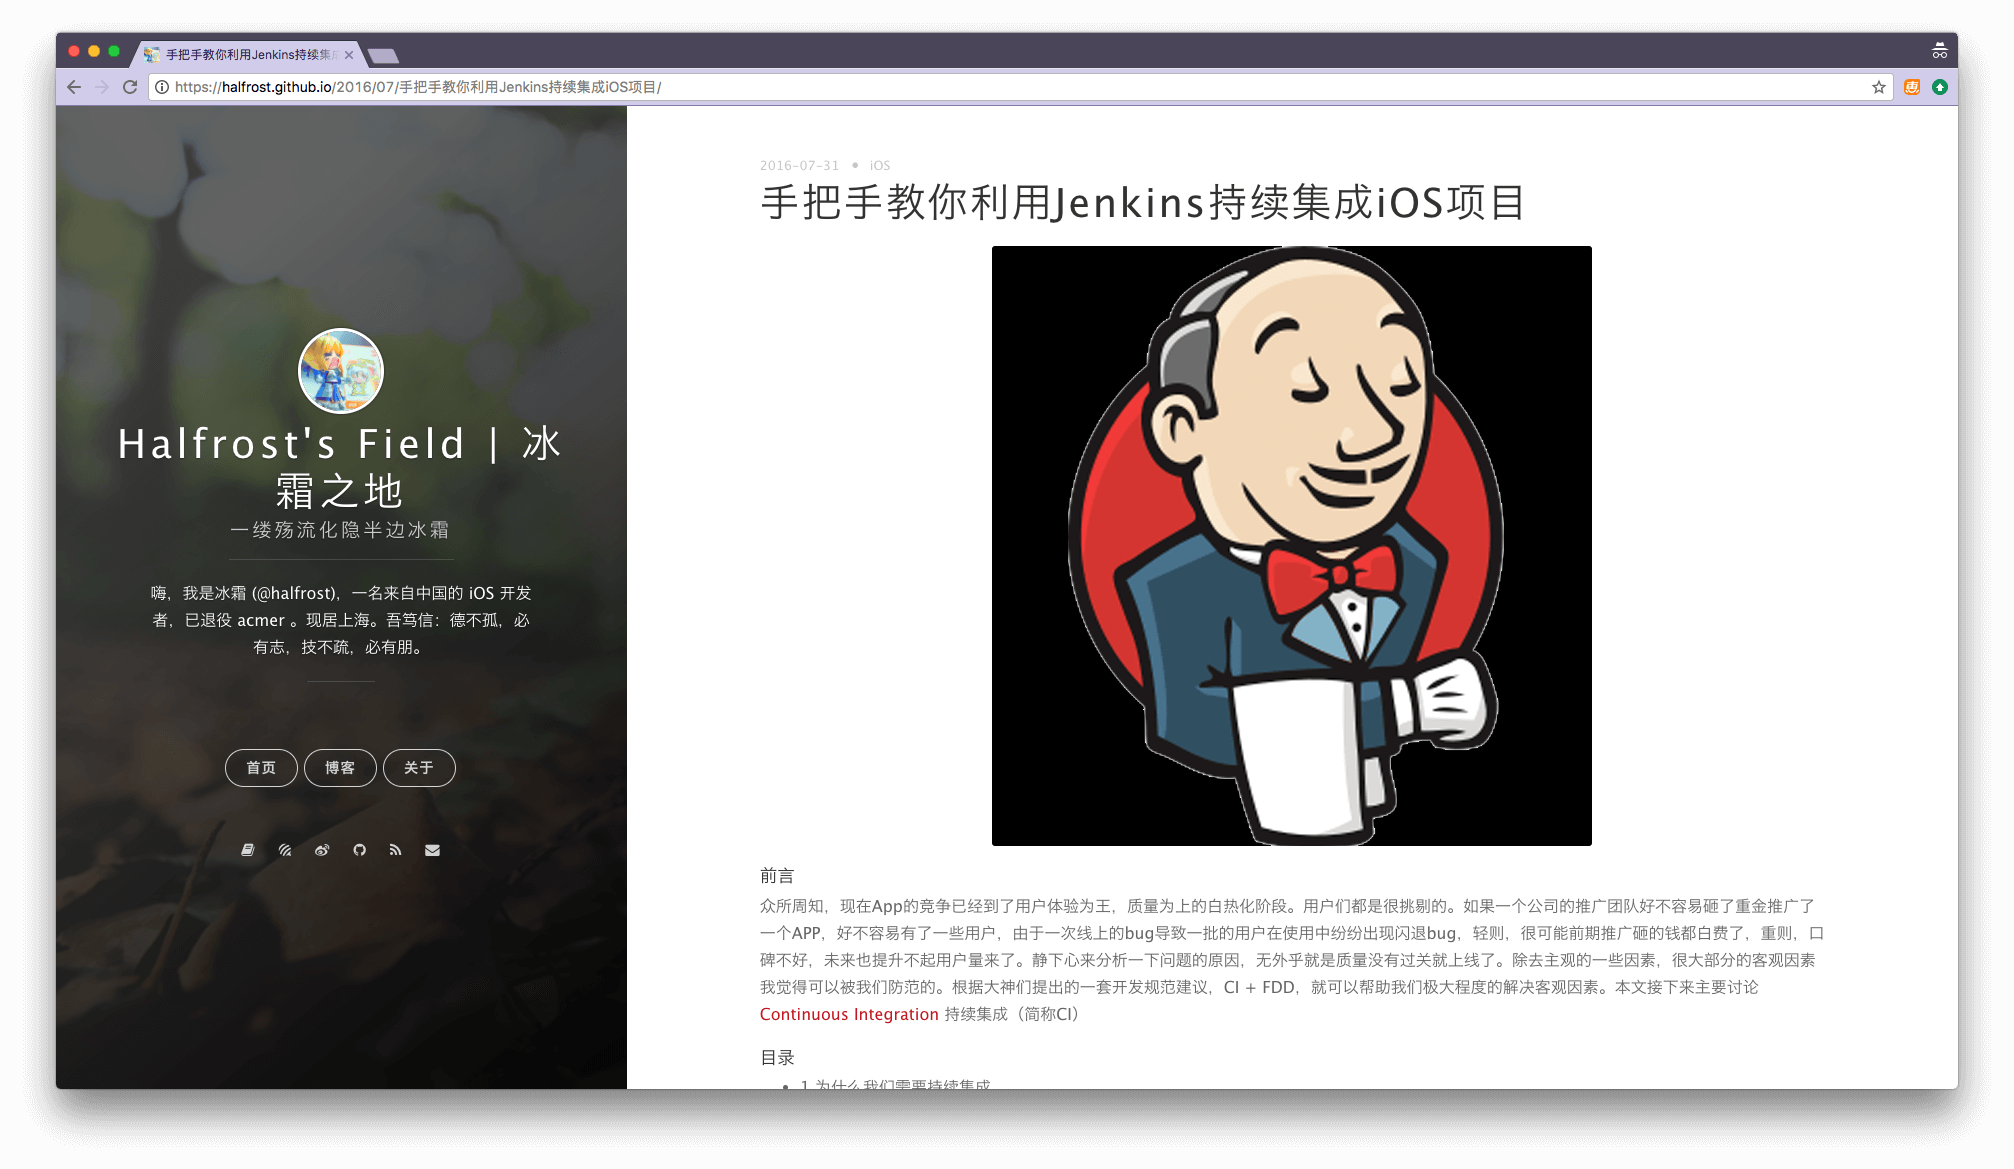 手把手教你利用Jenkins持续集成
https://halfrost.github.io/2016/07/手把手教你利用Jenkins持续集成iOS项目/
Halfrost's Field | 冰
霜之地
一缕殇流化隐半边冰霜
嗨，我是冰霜 (@halfrost)，一名来自中国的 iOS 开发
者，已退役 acmer 。现居上海。吾笃信：德不孤，必
有志，技不疏，必有朋。
首页 博客 关于
2016-07-31 • iOS
手把手教你利用Jenkins持续集成iOS项目
前言
众所周知，现在App的竞争已经到了用户体验为王，质量为上的白热化阶段。用户们都是很挑剔的。如果一个公司的推广团队好不容易砸了重金推广了
一个APP，好不容易有了一些用户，由于一次线上的bug导致一批的用户在使用中纷纷出现闪退bug，轻则，很可能前期推广砸的钱都白费了，重则，口
碑不好，未来也提升不起用户量来了。静下心来分析一下问题的原因，无外乎就是质量没有过关就上线了。除去主观的一些因素，很大部分的客观因素
我觉得可以被我们防范的。根据大神们提出的一套开发规范建议，CI + FDD，就可以帮助我们极大程度的解决客观因素。本文接下来主要讨论
Continuous Integration 持续集成（简称CI）
目录
• 1.为什么我们需要持续集成